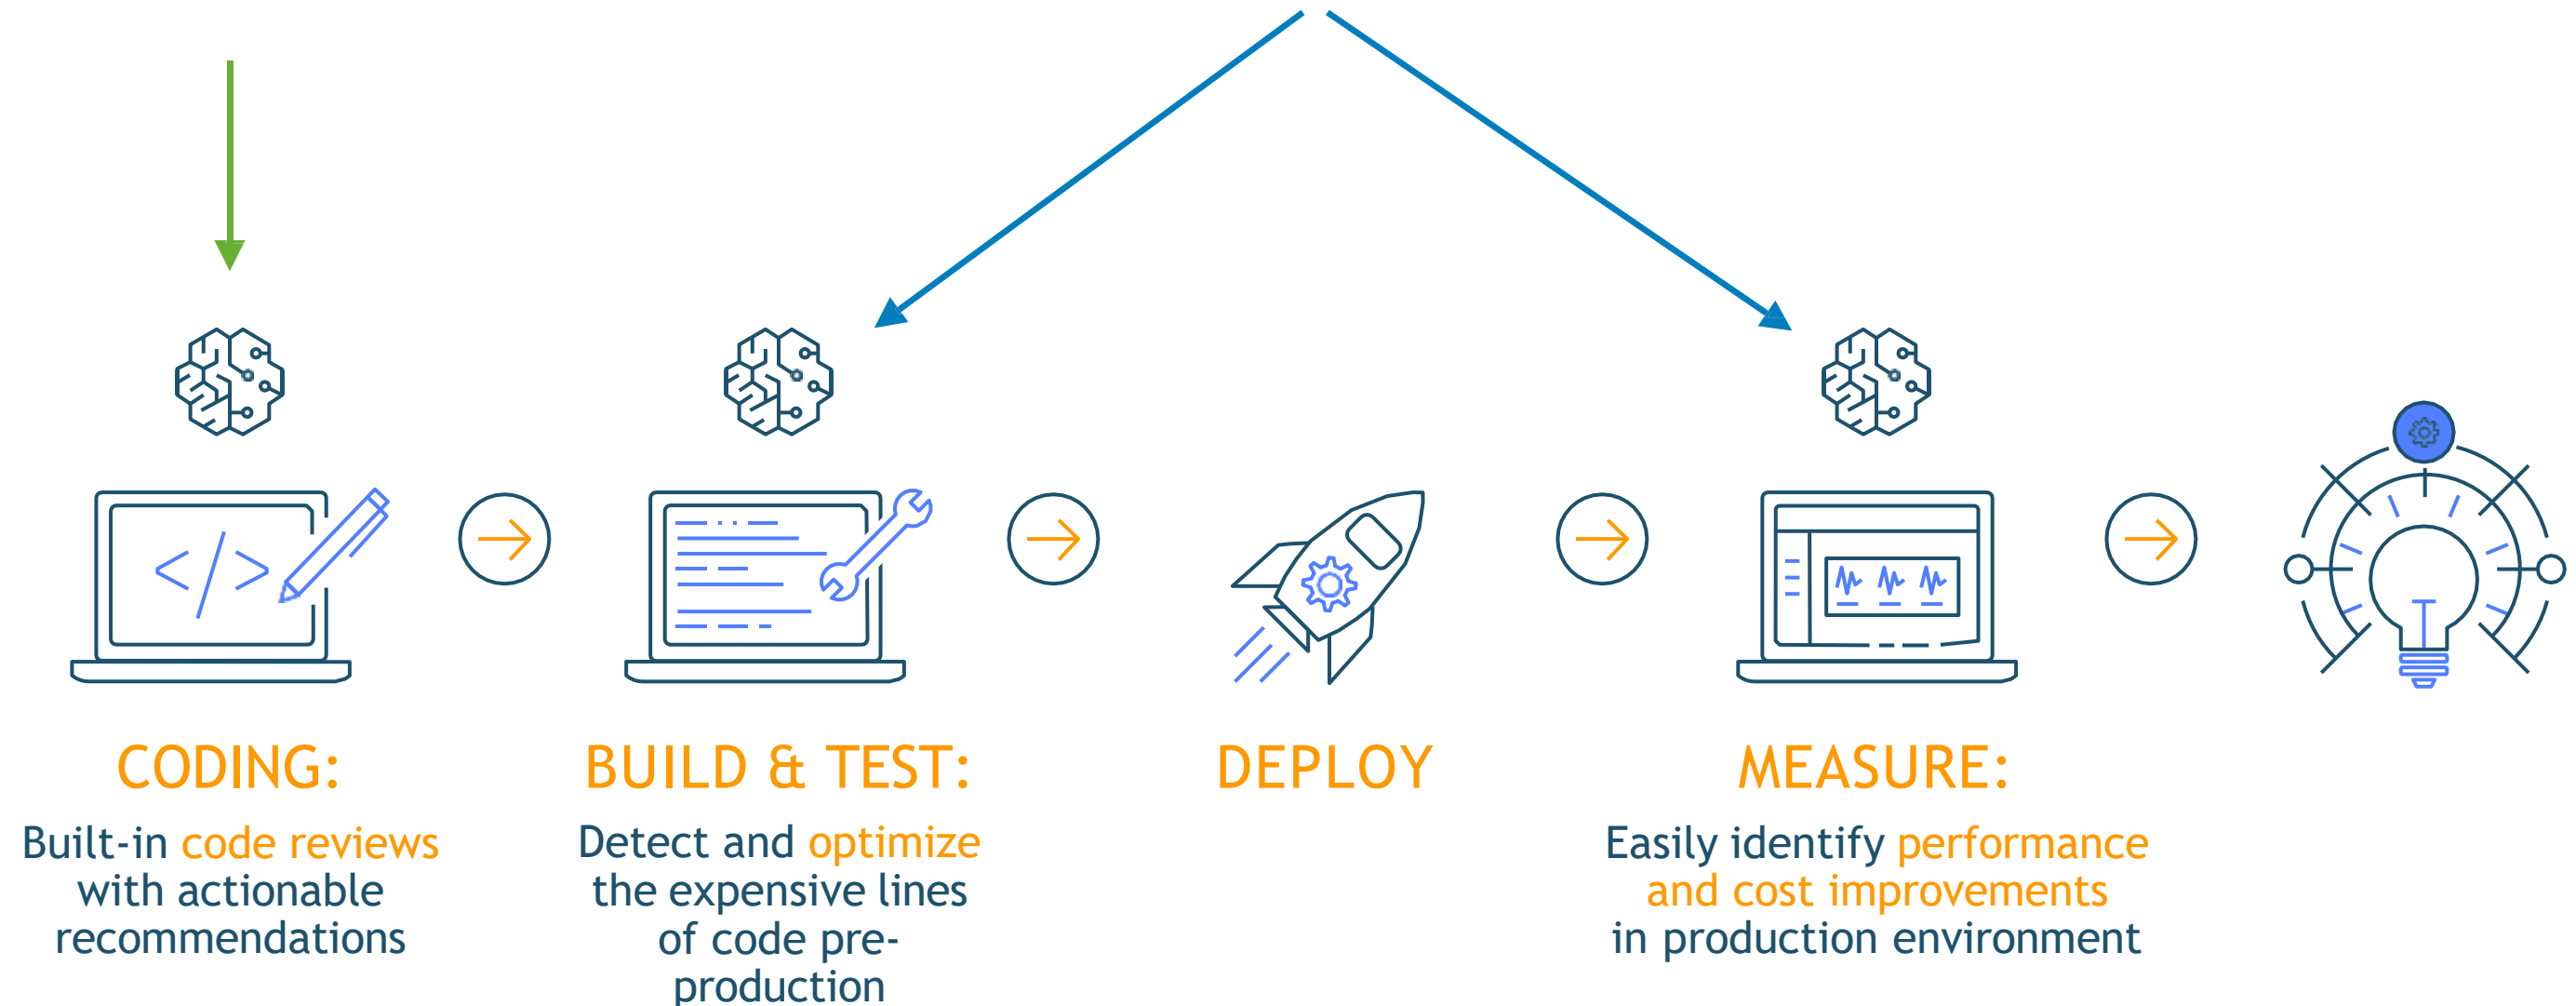 CODING:
Built-in code reviews
with actionable
recommendations
BUILD & TEST:
Detect and optimize
the expensive lines
of code pre-
production
DEPLOY
MEASURE:
Easily identify performance
and cost improvements
in production environment